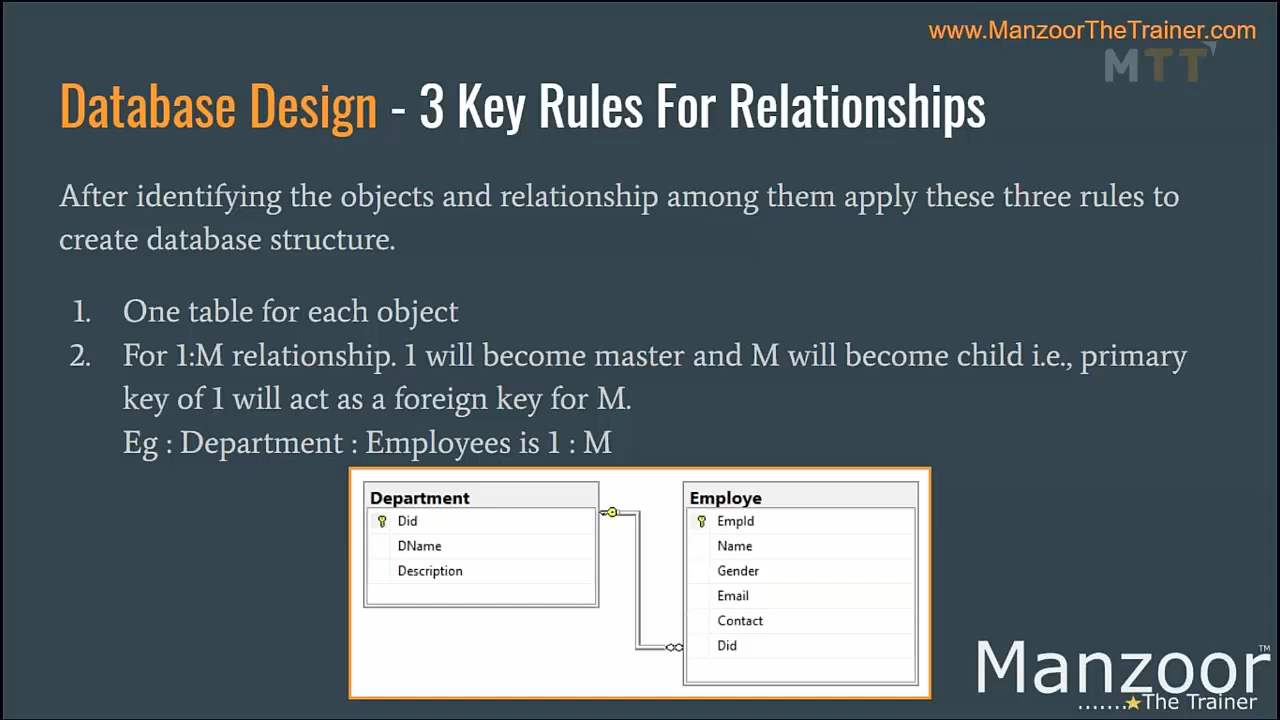 www.ManzoorTheTrainer.com
MTT
Database Design - 3 Key Rules For Relationships
After identifying the objects and relationship among them apply these three rules to
create database structure.
1. One table for each object
2. For 1:M relationship. 1 will become master and M will become child i.e., primary
key of 1 will act as a foreign key for M.
Eg : Department : Employees is 1 : M
Department
Did
DName
Description
Employe
EmpId
Name
Gender
Email
Contact
Did
Manzoor™
.......★The Trainer